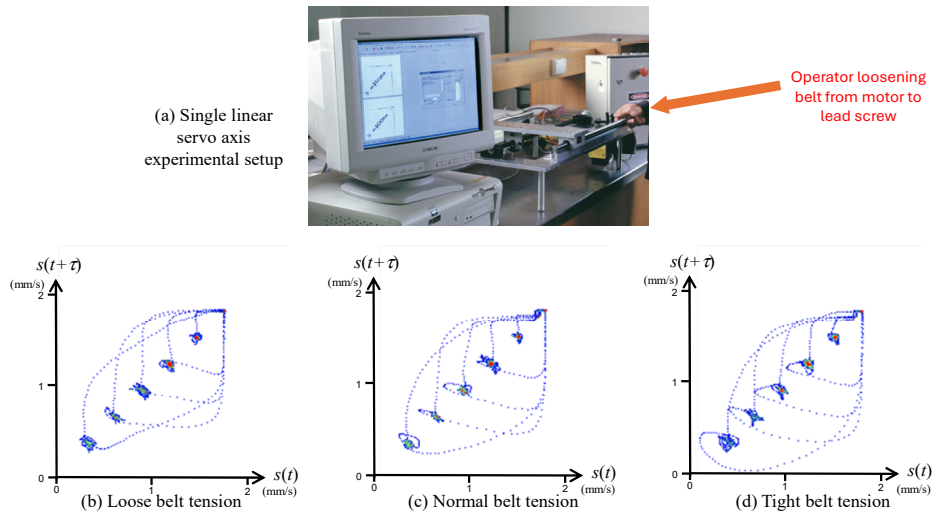 (a) Single linear
servo axis
experimental setup
Operator loosening
belt from motor to
lead screw
s(t+τ)
(mm/s)
2
1
0
0
1
2
s(t)
(mm/s)
(b) Loose belt tension
s(t+τ)
(mm/s)
2
1
0
0
1
2
s(t)
(mm/s)
(c) Normal belt tension
s(t+τ)
(mm/s)
2
1
0
0
1
2
s(t)
(mm/s)
(d) Tight belt tension